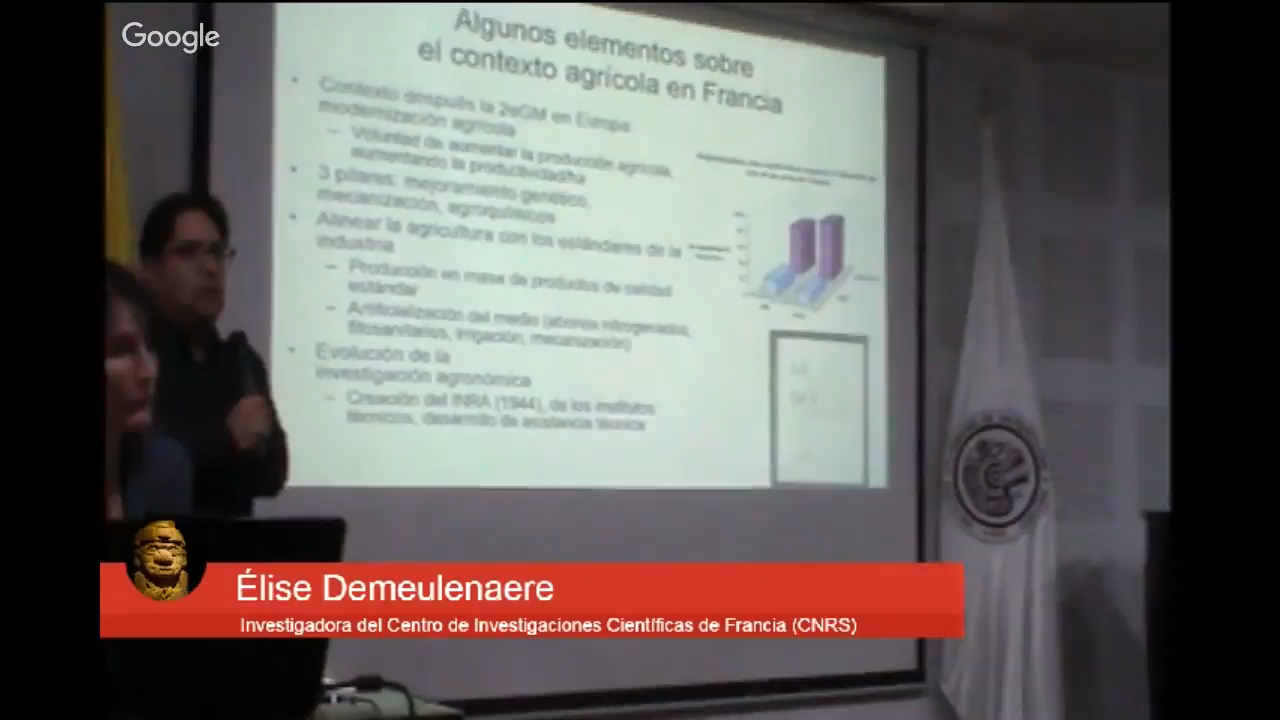 Google
Algunos elementos sobre
el contexto agrícola en Francia
• Contexto después la 2eGM en Europa:
modernización agrícola
– Voluntad de aumentar la producción agrícola,
aumentando la productividad/ha
• 3 pilares: mejoramiento genetico,
mecanización, agroquímicos
• Alinear la agricultura con los estándares de la
industria
– Producción en masa de productos de calidad
estándar
– Artificialización del medio (abonos nitrogenados,
fitosanitarios, irrigación, mecanización)
• Evolución de la
investigación agronómica
– Creación del INRA (1944), de los institutos
técnicos, desarrollo de asistencia técnica
Élise Demeulenaere
Investigadora del Centro de Investigaciones Científicas de Francia (CNRS)